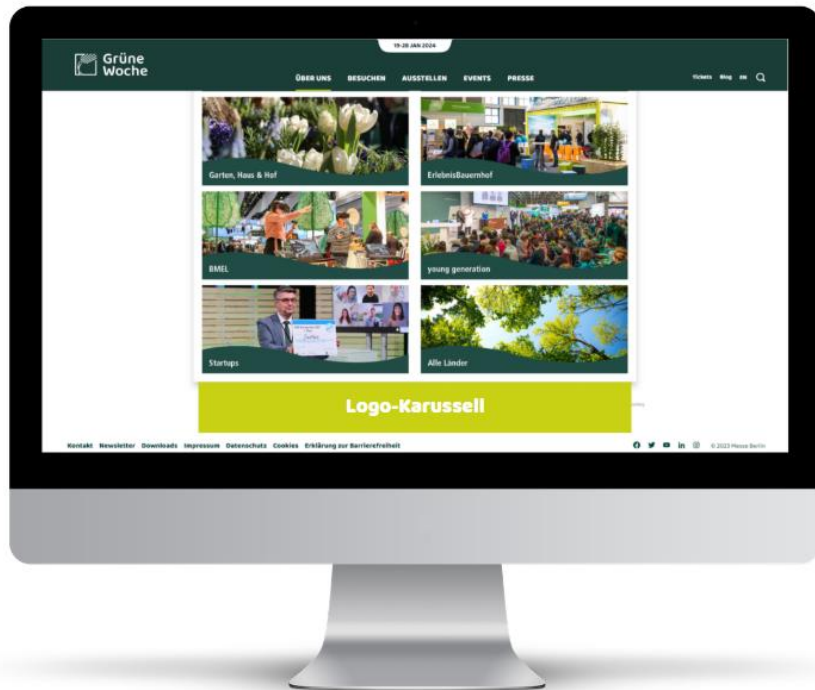 19-28 JAN 2024
Grüne
Woche
ÜBER UNS BESUCHEN AUSSTELLEN EVENTS PRESSE
Tickets Blog EN
Garten, Haus & Hof
ErlebnisBauernhof
BMEL
young generation
Startups
Alle Länder
Logo-Karussell
Kontakt Newsletter Downloads Impressum Datenschutz Cookies Erklärung zur Barrierefreiheit
© 2023 Messe Berlin